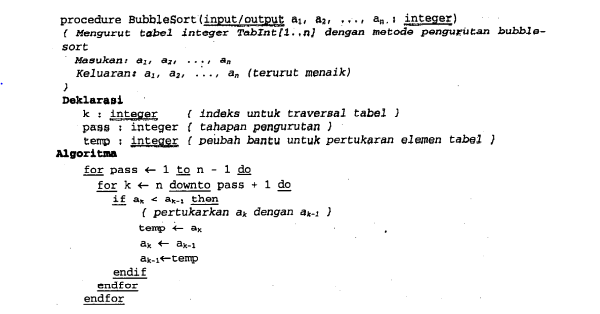 procedure BubbleSort(input/output a₁, a₂, ..., aₙ : integer)
{ Mengurut tabel integer TabInt[1..n] dengan metode pengurutan bubble-
sort
Masukan: a₁, a₂, ..., aₙ
Keluaran: a₁, a₂, ..., aₙ (terurut menaik)
}
Deklarasi
k : integer { indeks untuk traversal tabel }
pass : integer { tahapan pengurutan }
temp : integer { peubah bantu untuk pertukaran elemen tabel }
Algoritma
for pass ← 1 to n - 1 do
for k ← n downto pass + 1 do
if aₖ < aₖ₋₁ then
{ pertukarkan aₖ dengan aₖ₋₁ }
temp ← aₖ
aₖ ← aₖ₋₁
aₖ₋₁←temp
endif
endfor
endfor